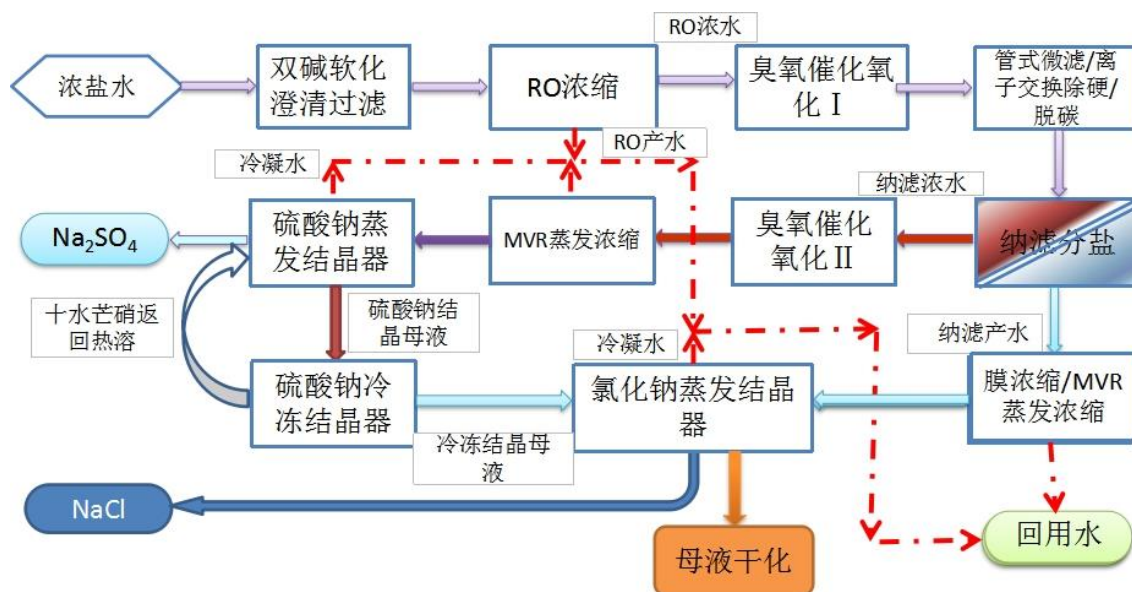 RO浓水
浓盐水
双碱软化
澄清过滤
RO浓缩
臭氧催化氧
化Ⅰ
管式微滤/离
子交换除硬/
脱碳
冷凝水
RO产水
纳滤浓水
Na₂SO₄
硫酸钠蒸
发结晶器
MVR蒸发浓缩
臭氧催化
氧化Ⅱ
纳滤分盐
十水芒硝返
回热溶
硫酸钠结
晶母液
冷凝水
纳滤产水
硫酸钠冷
冻结晶器
氯化钠蒸发结晶
器
膜浓缩/MVR
蒸发浓缩
冷冻结晶母
液
NaCl
母液干化
回用水